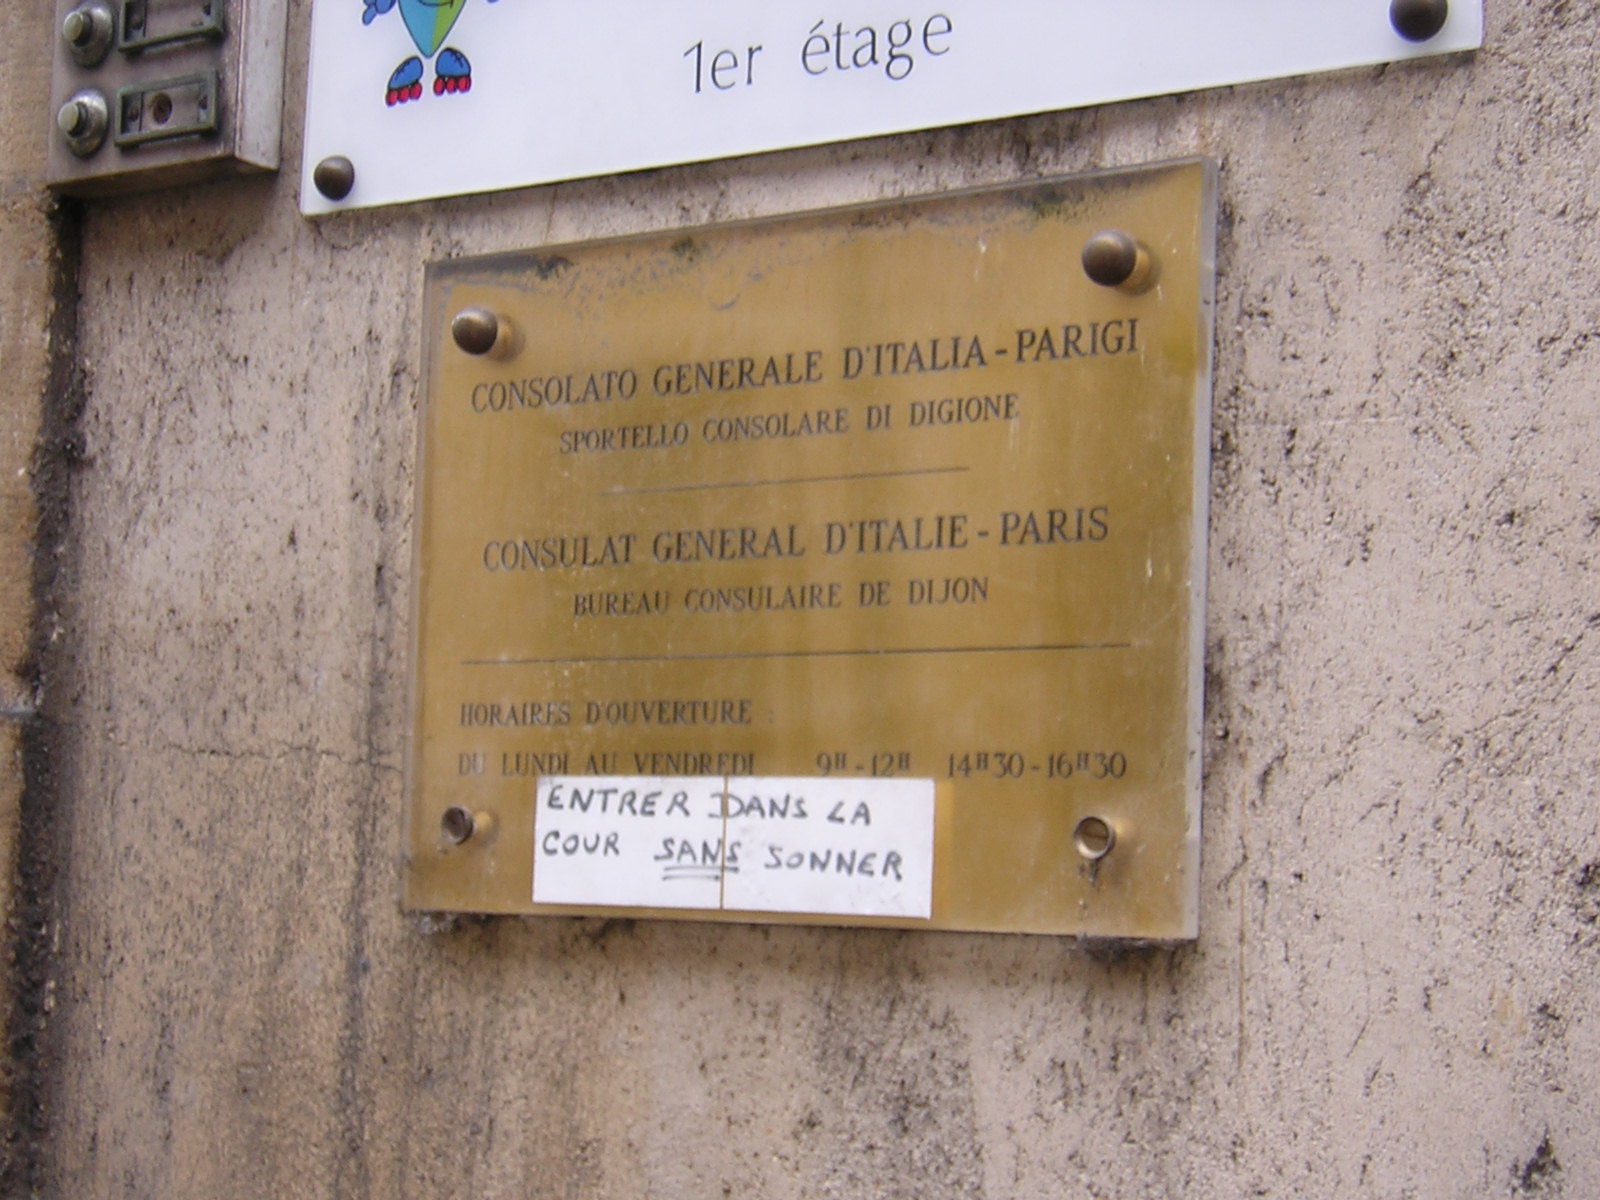 1er étage
CONSOLATO GENERALE D'ITALIA - PARIGI
SPORTELLO CONSOLARE DI DIGIONE
CONSULAT GENERAL D'ITALIE - PARIS
BUREAU CONSULAIRE DE DIJON
HORAIRES D'OUVERTURE :
DU LUNDI AU VENDREDI 9H - 12H 14H30 - 16H30
ENTRER DANS LA
COUR SANS SONNER